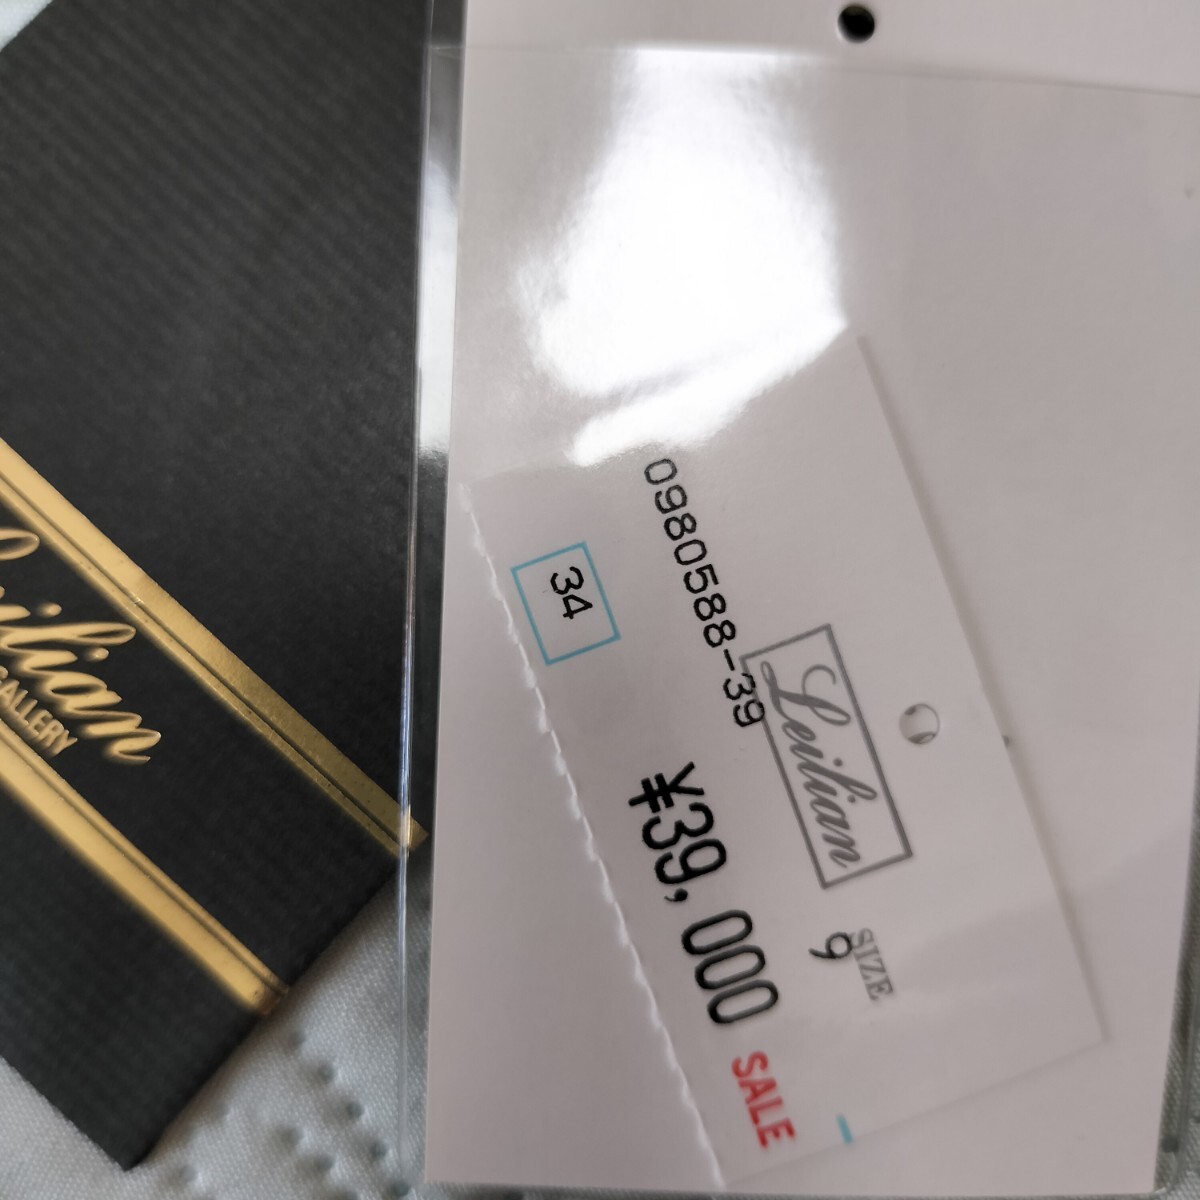 Leilian
GALLERY
Leilian
SIZE
9
0980588-39
34
¥39,000
SALE